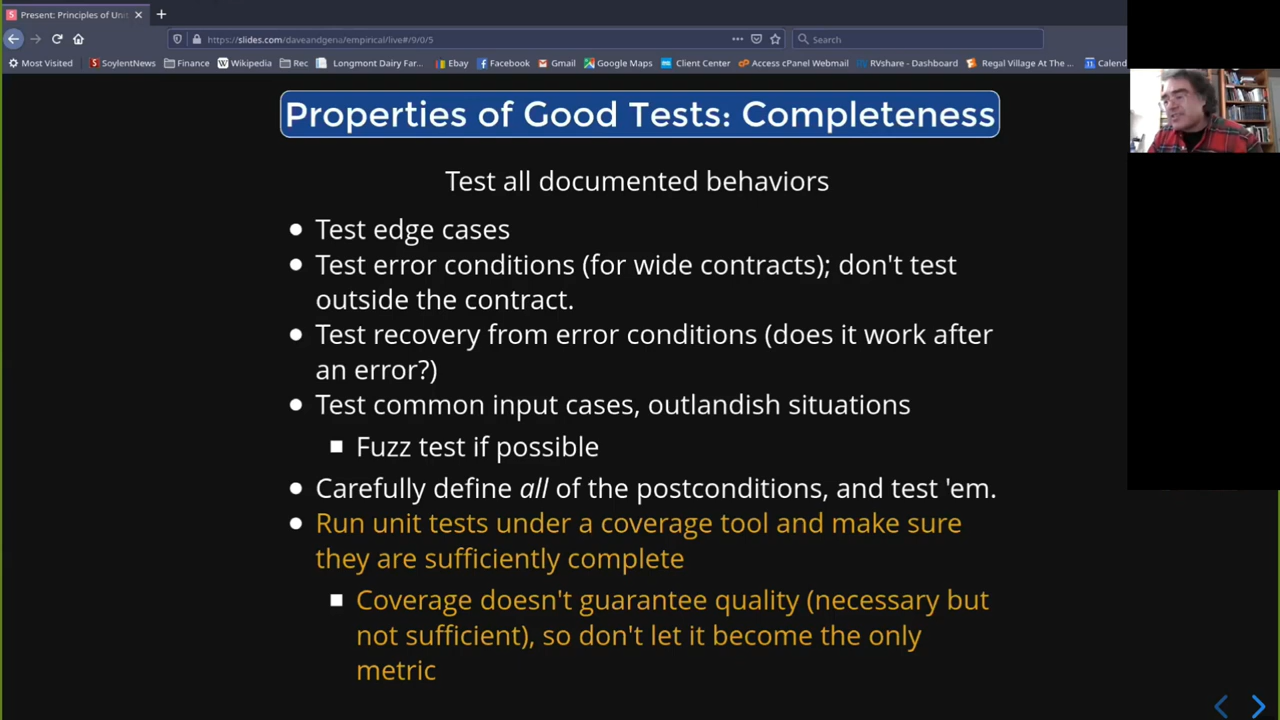 Present: Principles of Uni
https://slides.com/daveandgena/empirical/live#/9/0/5
Search
Most Visited
SoylentNews
Finance
Wikipedia
Rec
Longmont Dairy Far...
Ebay
Facebook
Gmail
Google Maps
Client Center
Access cPanel Webmail
RVshare - Dashboard
Regal Village At The ...
Calend
Properties of Good Tests: Completeness
Test all documented behaviors
Test edge cases
Test error conditions (for wide contracts); don't test
outside the contract.
Test recovery from error conditions (does it work after
an error?)
Test common input cases, outlandish situations
Fuzz test if possible
Carefully define all of the postconditions, and test 'em.
Run unit tests under a coverage tool and make sure
they are sufficiently complete
Coverage doesn't guarantee quality (necessary but
not sufficient), so don't let it become the only
metric